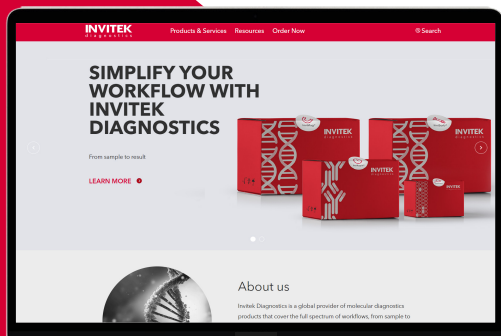 INVITEK
diagnostics
Products & Services Resources Order Now
Search
SIMPLIFY YOUR
WORKFLOW WITH
INVITEK
DIAGNOSTICS
From sample to result
LEARN MORE
INVITEK
diagnostics
INVITEK
diagnostics
INVITEK
INVITEK
About us
Invitek Diagnostics is a global provider of molecular diagnostics
products that cover the full spectrum of workflows, from sample to